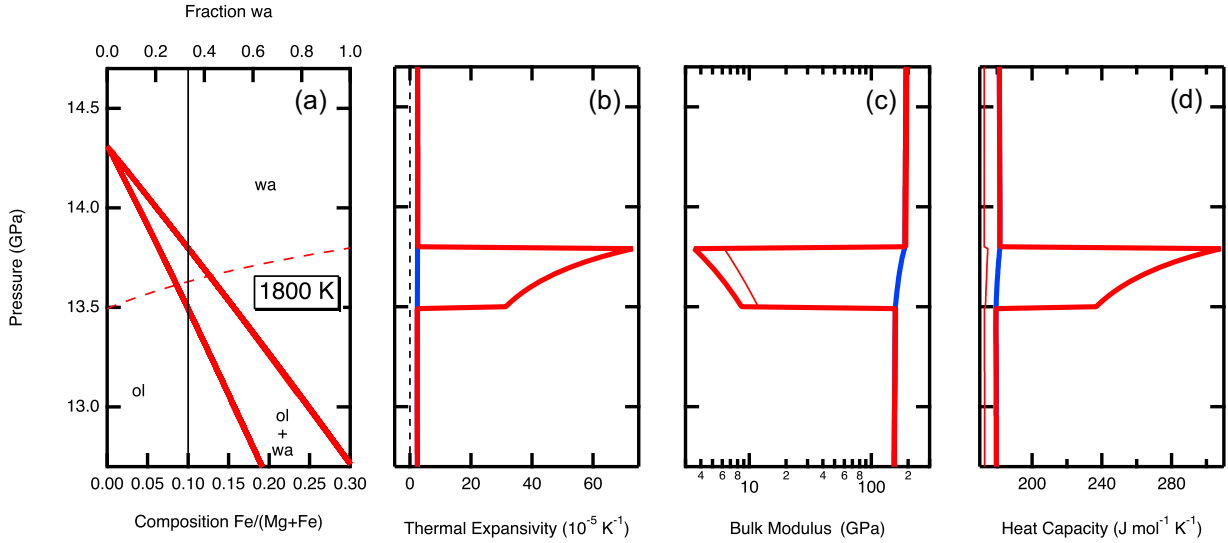 Fraction wa
0.0 0.2 0.4 0.6 0.8 1.0
(a) (b) (c) (d)
14.5
wa
14.0
Pressure (GPa)
1800 K
13.5
ol
13.0
ol
+
wa
0.00 0.05 0.10 0.15 0.20 0.25 0.30
0 20 40 60
4 6 8 10 2 4 6 8 100 2
200 240 280
Composition Fe/(Mg+Fe)
Thermal Expansivity (10⁻⁵ K⁻¹)
Bulk Modulus (GPa)
Heat Capacity (J mol⁻¹ K⁻¹)